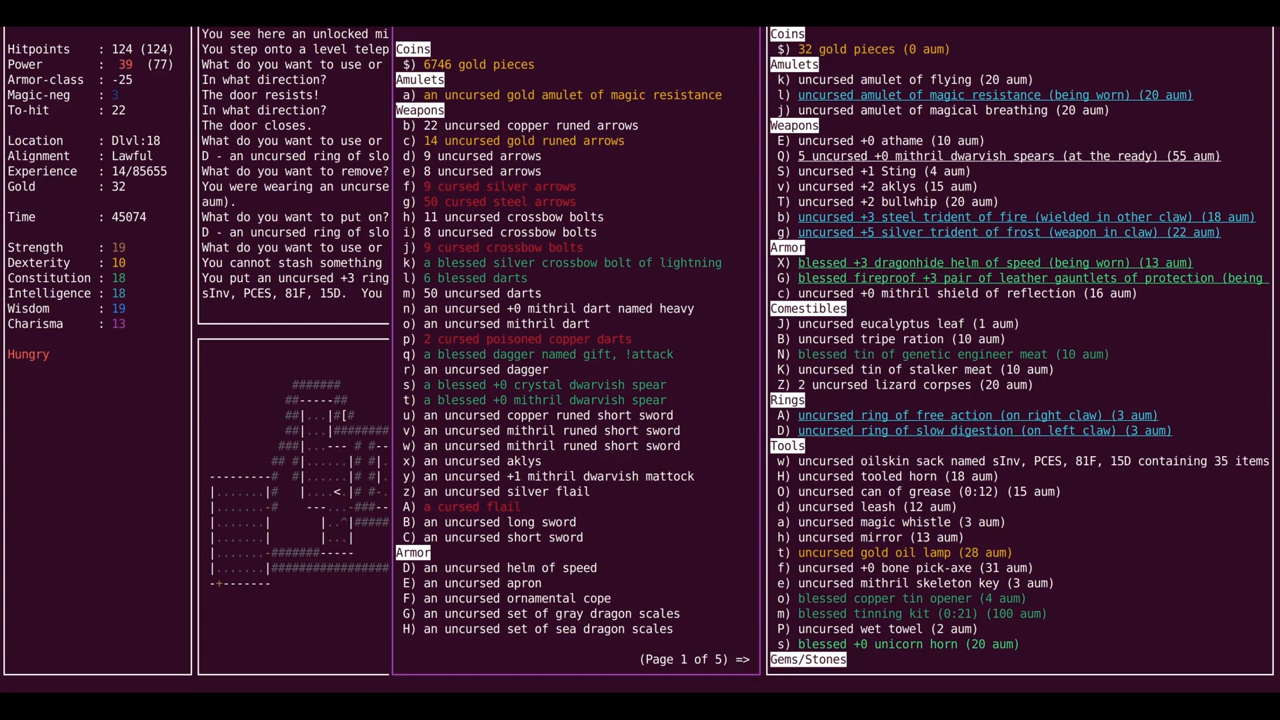 Hitpoints : 124 (124)
Power : 39 (77)
Armor-class : -25
Magic-neg : 3
To-hit : 22
Location : Dlvl:18
Alignment : Lawful
Experience : 14/85655
Gold : 32
Time : 45074
Strength : 19
Dexterity : 10
Constitution : 18
Intelligence : 18
Wisdom : 19
Charisma : 13
Hungry
You see here an unlocked mi
You step onto a level telep
What do you want to use or
In what direction?
The door resists!
In what direction?
The door closes.
What do you want to use or
D - an uncursed ring of slo
What do you want to remove?
You were wearing an uncurse
aum).
What do you want to put on?
D - an uncursed ring of slo
What do you want to use or
You cannot stash something
You put an uncursed +3 ring
sInv, PCES, 81F, 15D.  You
Coins
$) 6746 gold pieces
Amulets
a) an uncursed gold amulet of magic resistance
Weapons
b) 22 uncursed copper runed arrows
c) 14 uncursed gold runed arrows
d) 9 uncursed arrows
e) 8 uncursed arrows
f) 9 cursed silver arrows
g) 50 cursed steel arrows
h) 11 uncursed crossbow bolts
i) 8 uncursed crossbow bolts
j) 9 cursed crossbow bolts
k) a blessed silver crossbow bolt of lightning
l) 6 blessed darts
m) 50 uncursed darts
n) an uncursed +0 mithril dart named heavy
o) an uncursed mithril dart
p) 2 cursed poisoned copper darts
q) a blessed dagger named gift, !attack
r) an uncursed dagger
s) a blessed +0 crystal dwarvish spear
t) a blessed +0 mithril dwarvish spear
u) an uncursed copper runed short sword
v) an uncursed mithril runed short sword
w) an uncursed mithril runed short sword
x) an uncursed aklys
y) an uncursed +1 mithril dwarvish mattock
z) an uncursed silver flail
A) a cursed flail
B) an uncursed long sword
C) an uncursed short sword
Armor
D) an uncursed helm of speed
E) an uncursed apron
F) an uncursed ornamental cope
G) an uncursed set of gray dragon scales
H) an uncursed set of sea dragon scales
(Page 1 of 5) =>
Coins
$) 32 gold pieces (0 aum)
Amulets
k) uncursed amulet of flying (20 aum)
l) uncursed amulet of magic resistance (being worn) (20 aum)
j) uncursed amulet of magical breathing (20 aum)
Weapons
E) uncursed +0 athame (10 aum)
Q) 5 uncursed +0 mithril dwarvish spears (at the ready) (55 aum)
S) uncursed +1 Sting (4 aum)
v) uncursed +2 aklys (15 aum)
T) uncursed +2 bullwhip (20 aum)
b) uncursed +3 steel trident of fire (wielded in other claw) (18 aum)
g) uncursed +5 silver trident of frost (weapon in claw) (22 aum)
Armor
X) blessed +3 dragonhide helm of speed (being worn) (13 aum)
G) blessed fireproof +3 pair of leather gauntlets of protection (being
c) uncursed +0 mithril shield of reflection (16 aum)
Comestibles
J) uncursed eucalyptus leaf (1 aum)
B) uncursed tripe ration (10 aum)
N) blessed tin of genetic engineer meat (10 aum)
K) uncursed tin of stalker meat (10 aum)
Z) 2 uncursed lizard corpses (20 aum)
Rings
A) uncursed ring of free action (on right claw) (3 aum)
D) uncursed ring of slow digestion (on left claw) (3 aum)
Tools
w) uncursed oilskin sack named sInv, PCES, 81F, 15D containing 35 items
H) uncursed tooled horn (18 aum)
O) uncursed can of grease (0:12) (15 aum)
d) uncursed leash (12 aum)
a) uncursed magic whistle (3 aum)
h) uncursed mirror (13 aum)
t) uncursed gold oil lamp (28 aum)
f) uncursed +0 bone pick-axe (31 aum)
e) uncursed mithril skeleton key (3 aum)
o) blessed copper tin opener (4 aum)
m) blessed tinning kit (0:21) (100 aum)
P) uncursed wet towel (2 aum)
s) blessed +0 unicorn horn (20 aum)
Gems/Stones